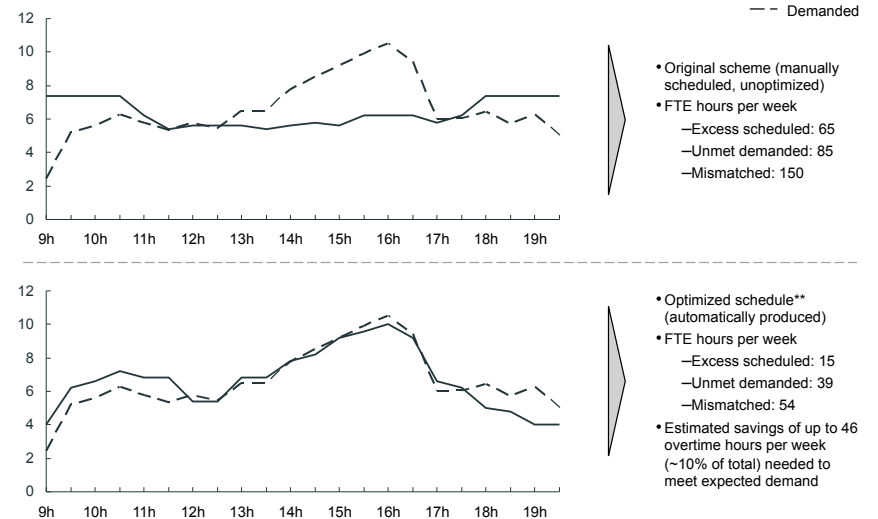 Demanded
12
10
8
6
4
2
0
9h 10h 11h 12h 13h 14h 15h 16h 17h 18h 19h
• Original scheme (manually
scheduled, unoptimized)
• FTE hours per week
–Excess scheduled: 65
–Unmet demanded: 85
–Mismatched: 150
12
10
8
6
4
2
0
9h 10h 11h 12h 13h 14h 15h 16h 17h 18h 19h
• Optimized schedule**
(automatically produced)
• FTE hours per week
–Excess scheduled: 15
–Unmet demanded: 39
–Mismatched: 54
• Estimated savings of up to 46
overtime hours per week
(~10% of total) needed to
meet expected demand